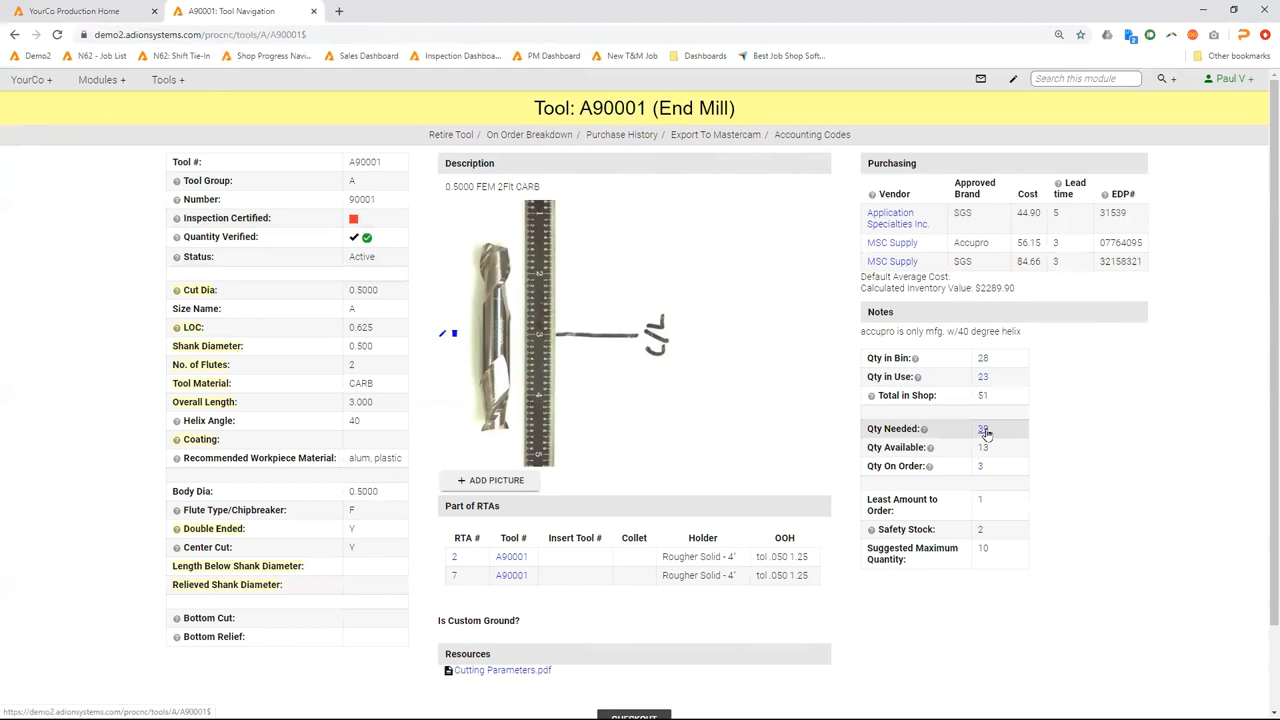 YourCo Production Home
A90001: Tool Navigation
demo2.adionsystems.com/procnc/tools/A/A90001$
Demo2
N62 - Job List
N62: Shift Tie-In
Shop Progress Navi...
Sales Dashboard
Inspection Dashboa...
PM Dashboard
New T&M Job
Dashboards
Best Job Shop Soft...
Other bookmarks
YourCo +
Modules +
Tools +
Search this module
+
Paul V +
Tool: A90001 (End Mill)
Retire Tool / On Order Breakdown / Purchase History / Export To Mastercam / Accounting Codes
Tool #: A90001
Tool Group: A
Number: 90001
Inspection Certified:
Quantity Verified:
Status: Active
Cut Dia: 0.5000
Size Name: A
LOC: 0.625
Shank Diameter: 0.500
No. of Flutes: 2
Tool Material: CARB
Overall Length: 3.000
Helix Angle: 40
Coating:
Recommended Workpiece Material: alum, plastic
Body Dia: 0.5000
Flute Type/Chipbreaker: F
Double Ended: Y
Center Cut: Y
Length Below Shank Diameter:
Relieved Shank Diameter:
Bottom Cut:
Bottom Relief:
Description
0.5000 FEM 2Flt CARB
1
2
3
4
5
+ ADD PICTURE
Part of RTAs
RTA # Tool # Insert Tool # Collet Holder OOH
2 A90001 Rougher Solid - 4" tol .050 1.25
7 A90001 Rougher Solid - 4" tol .050 1.25
Is Custom Ground?
Resources
Cutting Parameters.pdf
CHECKOUT
Purchasing
Vendor Approved Brand Cost Lead time EDP#
Application Specialties Inc. SGS 44.90 5 31539
MSC Supply Accupro 56.15 3 07764095
MSC Supply SGS 84.66 3 32158321
Default Average Cost:
Calculated Inventory Value: $2289.90
Notes
accupro is only mfg. w/40 degree helix
Qty in Bin: 28
Qty in Use: 23
Total in Shop: 51
Qty Needed:
Qty Available: 13
Qty On Order: 3
Least Amount to Order: 1
Safety Stock: 2
Suggested Maximum Quantity: 10
https://demo2.adionsystems.com/procnc/tools/A/A90001$